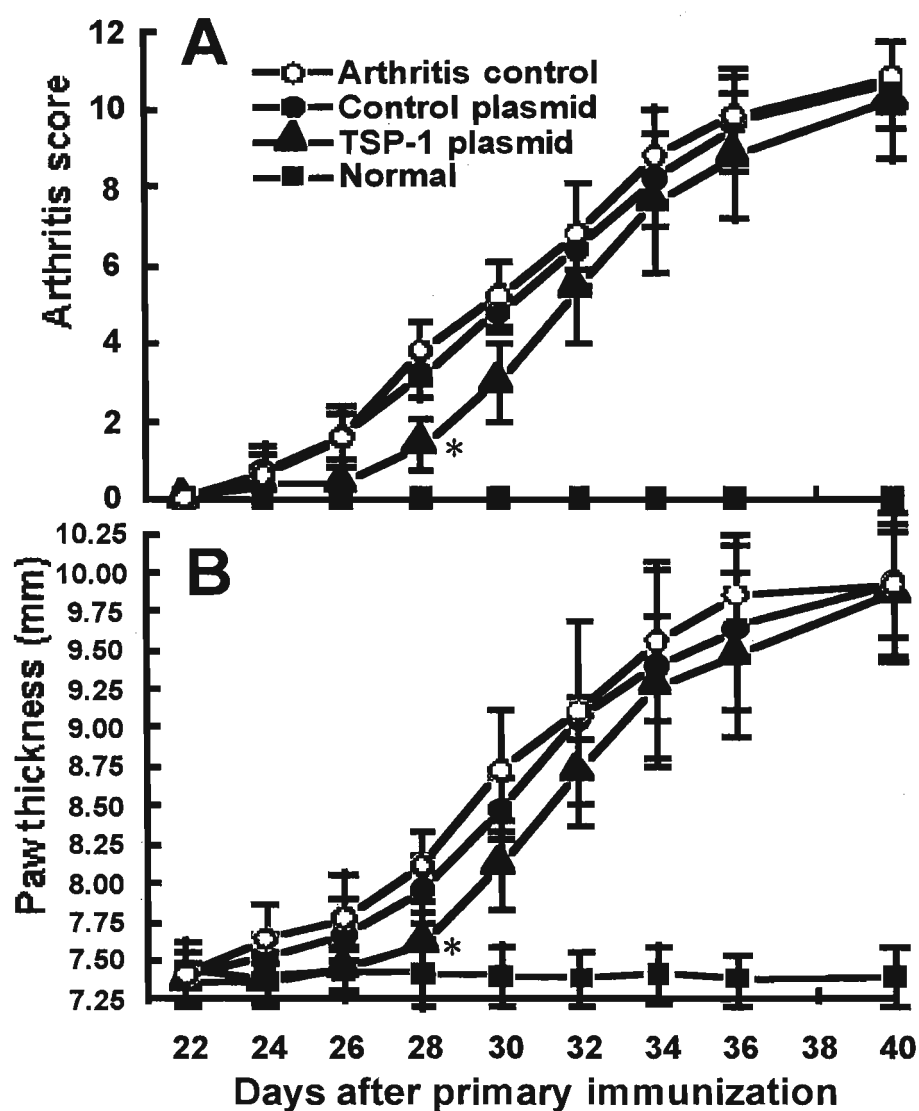 A
Arthritis control
Control plasmid
TSP-1 plasmid
Normal
Arthritis score
12
10
8
6
4
2
0
*
B
Pawthickness (mm)
10.25
10.00
9.75
9.50
9.25
9.00
8.75
8.50
8.25
8.00
7.75
7.50
7.25
*
22 24 26 28 30 32 34 36 38 40
Days after primary immunization